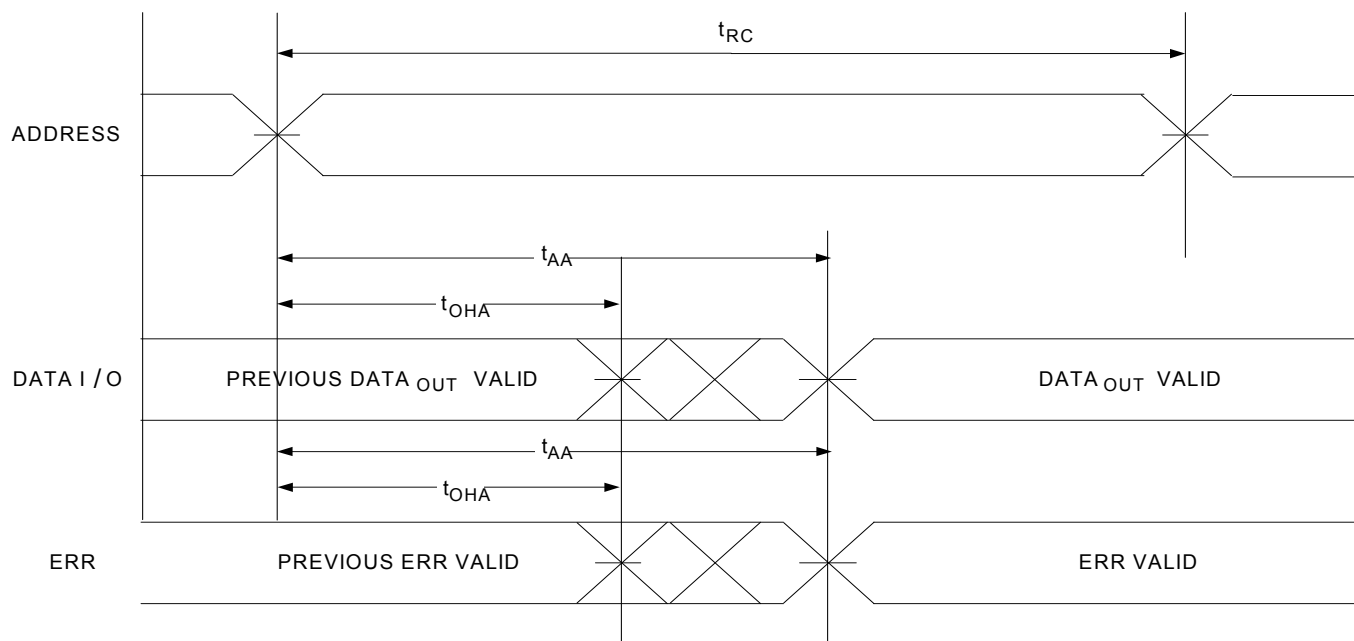 tRC
ADDRESS
tAA
tOHA
DATA I / O
PREVIOUS DATA OUT VALID
DATA OUT VALID
tAA
tOHA
ERR
PREVIOUS ERR VALID
ERR VALID